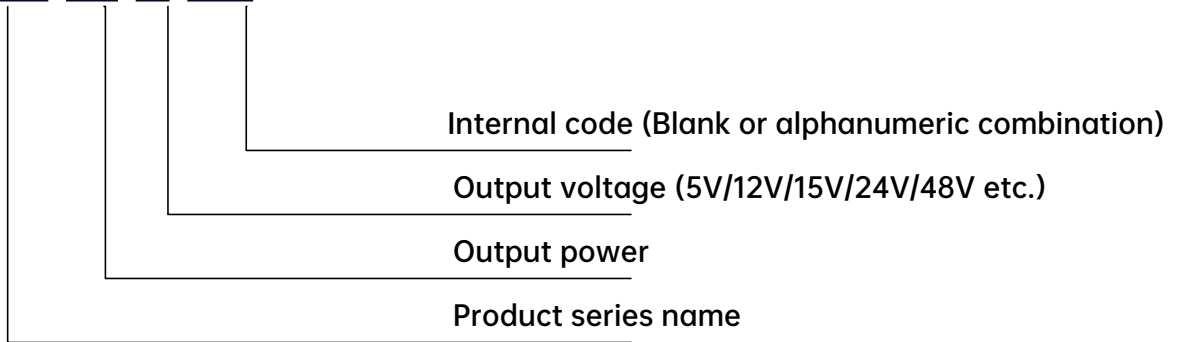 Internal code (Blank or alphanumeric combination)
Output voltage (5V/12V/15V/24V/48V etc.)
Output power
Product series name